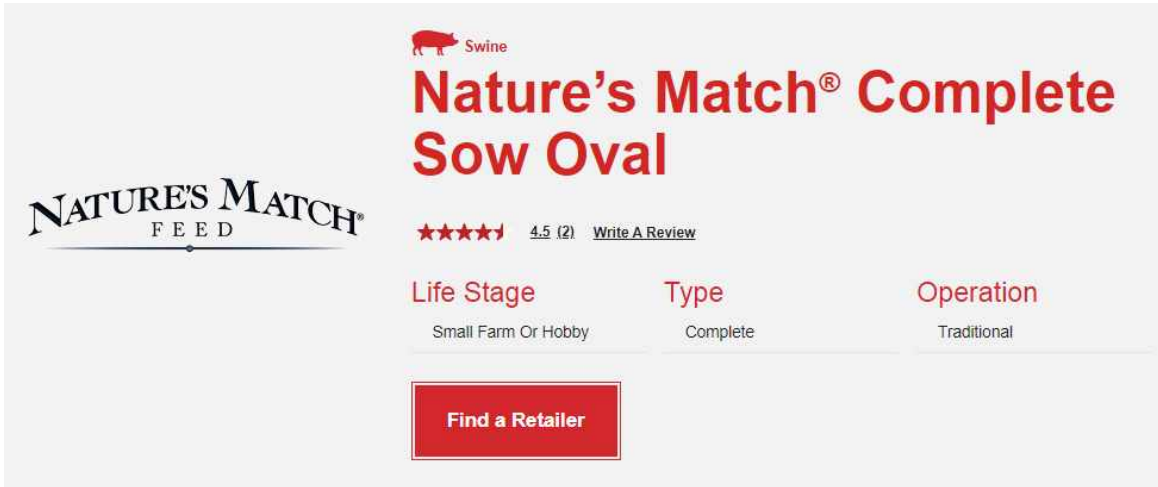 NATURE'S MATCH®
FEED
Swine
Nature's Match® Complete
Sow Oval
4.5 (2) Write A Review
Life Stage Type Operation
Small Farm Or Hobby Complete Traditional
Find a Retailer